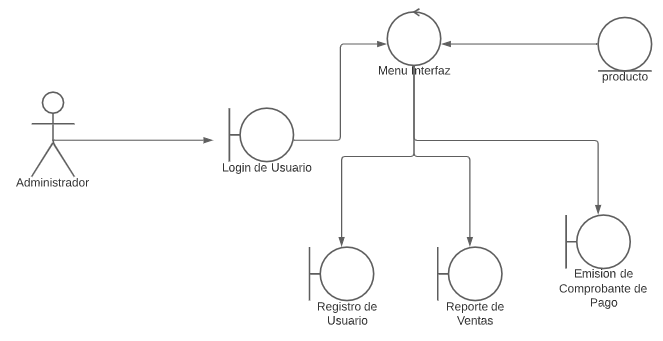 Menu Interfaz
producto
Login de Usuario
Administrador
Emision de
Comprobante de
Pago
Registro de
Usuario
Reporte de
Ventas